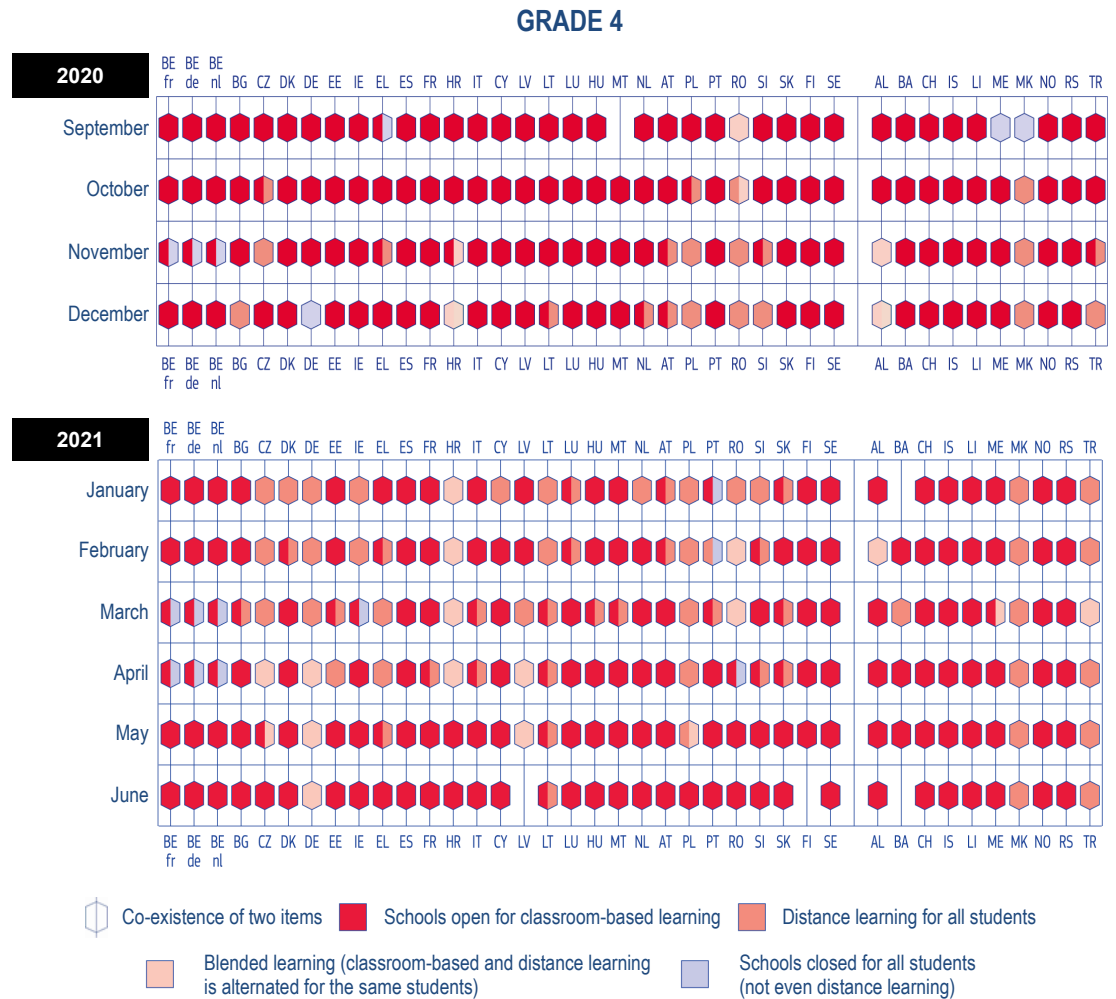 GRADE 4
2020
BE fr BE de BE nl BG CZ DK DE EE IE EL ES FR HR IT CY LV LT LU HU MT NL AT PL PT RO SI SK FI SE AL BA CH IS LI ME MK NO RS TR
September
October
November
December
BE fr BE de BE nl BG CZ DK DE EE IE EL ES FR HR IT CY LV LT LU HU MT NL AT PL PT RO SI SK FI SE AL BA CH IS LI ME MK NO RS TR
2021
BE fr BE de BE nl BG CZ DK DE EE IE EL ES FR HR IT CY LV LT LU HU MT NL AT PL PT RO SI SK FI SE AL BA CH IS LI ME MK NO RS TR
January
February
March
April
May
June
BE fr BE de BE nl BG CZ DK DE EE IE EL ES FR HR IT CY LV LT LU HU MT NL AT PL PT RO SI SK FI SE AL BA CH IS LI ME MK NO RS TR
Co-existence of two items
Schools open for classroom-based learning
Distance learning for all students
Blended learning (classroom-based and distance learning
is alternated for the same students)
Schools closed for all students
(not even distance learning)